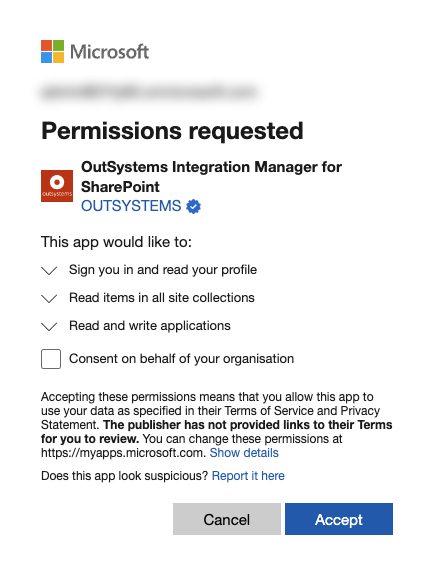 Microsoft
Permissions requested
OutSystems Integration Manager for
SharePoint
outsystems
OUTSYSTEMS
This app would like to:
Sign you in and read your profile
Read items in all site collections
Read and write applications
Consent on behalf of your organisation
Accepting these permissions means that you allow this app to
use your data as specified in their Terms of Service and Privacy
Statement. The publisher has not provided links to their Terms
for you to review. You can change these permissions at
https://myapps.microsoft.com. Show details
Does this app look suspicious? Report it here
Cancel
Accept